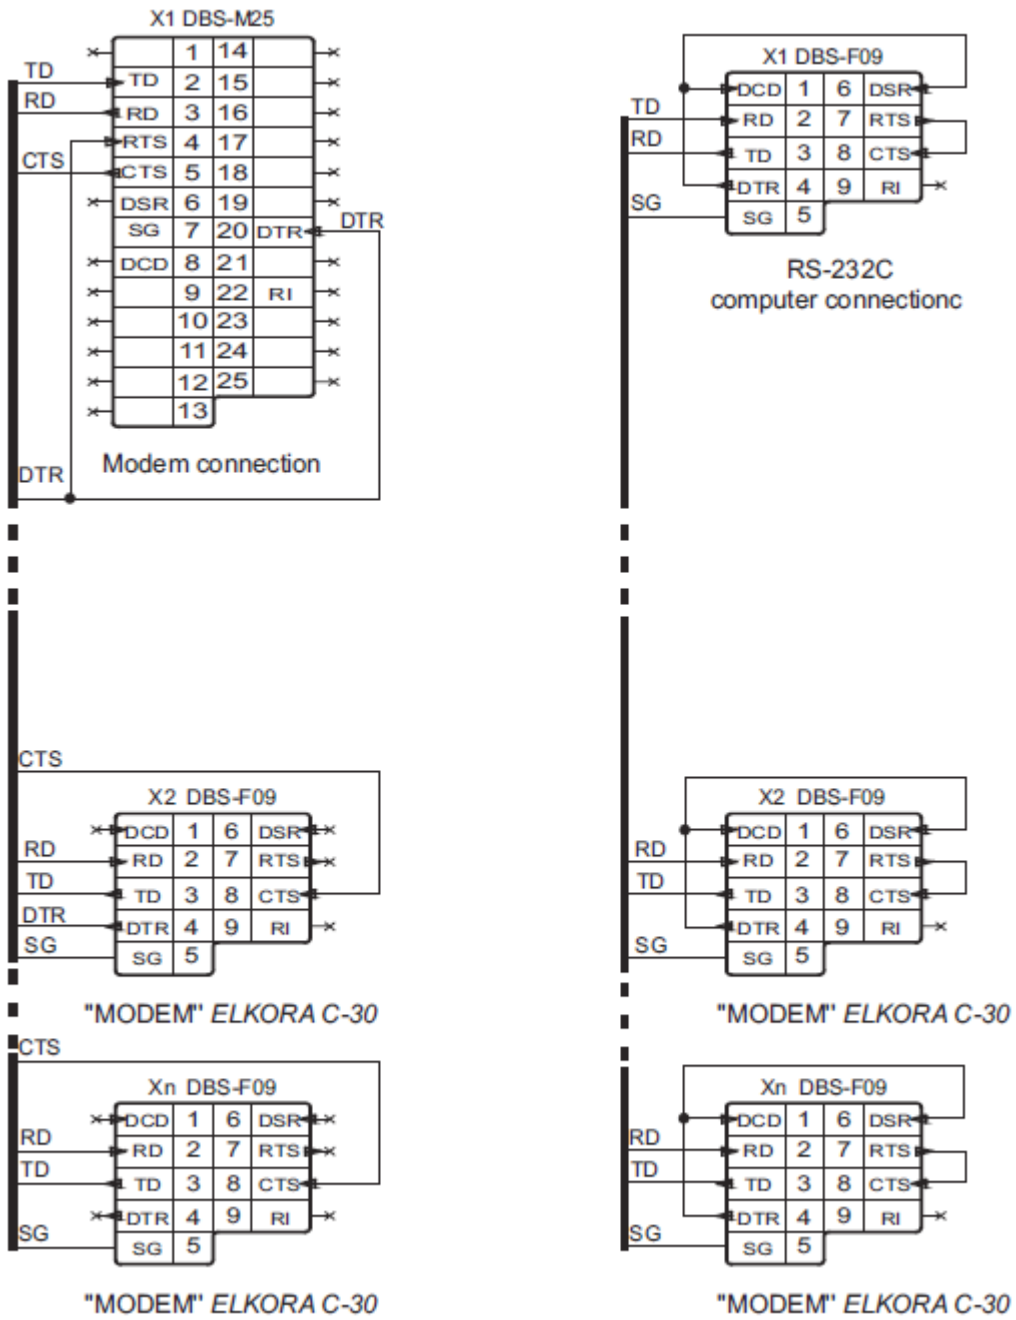 X1 DBS-M25
1 14
TD TD 2 15
RD RD 3 16
RTS 4 17
CTS CTS 5 18
DSR 6 19
SG 7 20 DTR DTR
DCD 8 21
9 22 RI
10 23
11 24
12 25
13
Modem connection
DTR
CTS
X2 DBS-F09
DCD 1 6 DSR
RD RD 2 7 RTS
TD TD 3 8 CTS
DTR DTR 4 9 RI
SG SG 5
"MODEM" ELKORA C-30
CTS
Xn DBS-F09
DCD 1 6 DSR
RD RD 2 7 RTS
TD TD 3 8 CTS
DTR 4 9 RI
SG SG 5
"MODEM" ELKORA C-30
X1 DBS-F09
DCD 1 6 DSR
TD RD 2 7 RTS
RD TD 3 8 CTS
DTR 4 9 RI
SG SG 5
RS-232C
computer connectionc
X2 DBS-F09
DCD 1 6 DSR
RD RD 2 7 RTS
TD TD 3 8 CTS
DTR 4 9 RI
SG SG 5
"MODEM" ELKORA C-30
Xn DBS-F09
DCD 1 6 DSR
RD RD 2 7 RTS
TD TD 3 8 CTS
DTR 4 9 RI
SG SG 5
"MODEM" ELKORA C-30